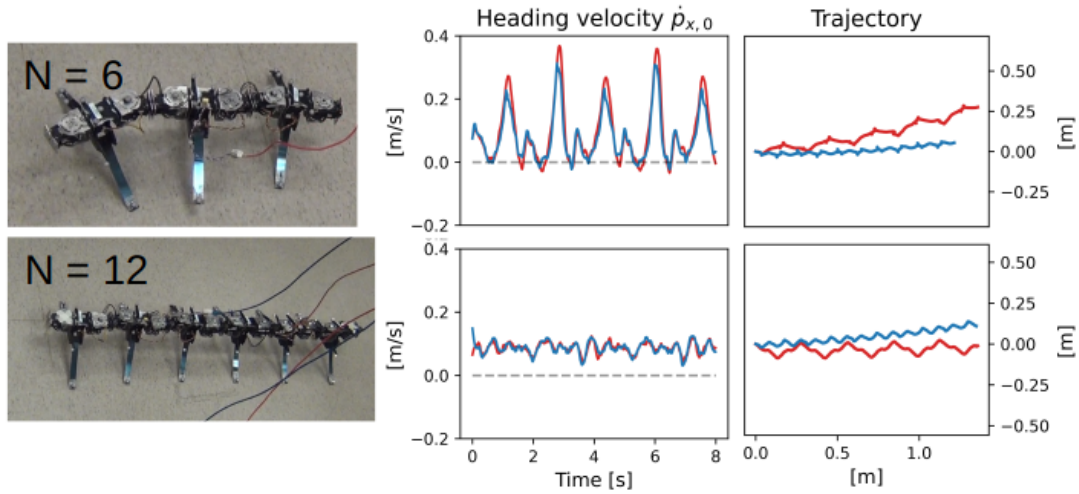 Heading velocity ṗx,0
Trajectory
N = 6
[m/s]
0.4
0.2
0.0
−0.2
0.50
0.25
0.00
−0.25
[m]
N = 12
[m/s]
0.4
0.2
0.0
−0.2
0 2 4 6 8
Time [s]
0.50
0.25
0.00
−0.25
−0.50
[m]
0.0 0.5 1.0
[m]